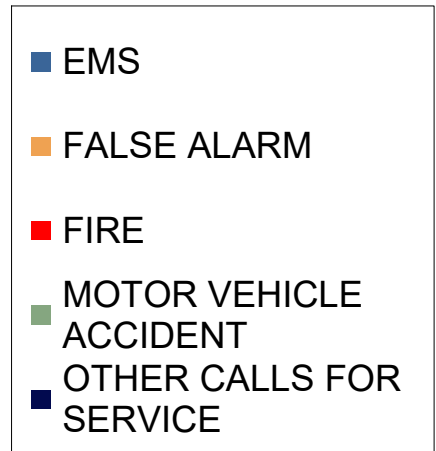 EMS
FALSE ALARM
FIRE
MOTOR VEHICLE
ACCIDENT
OTHER CALLS FOR
SERVICE